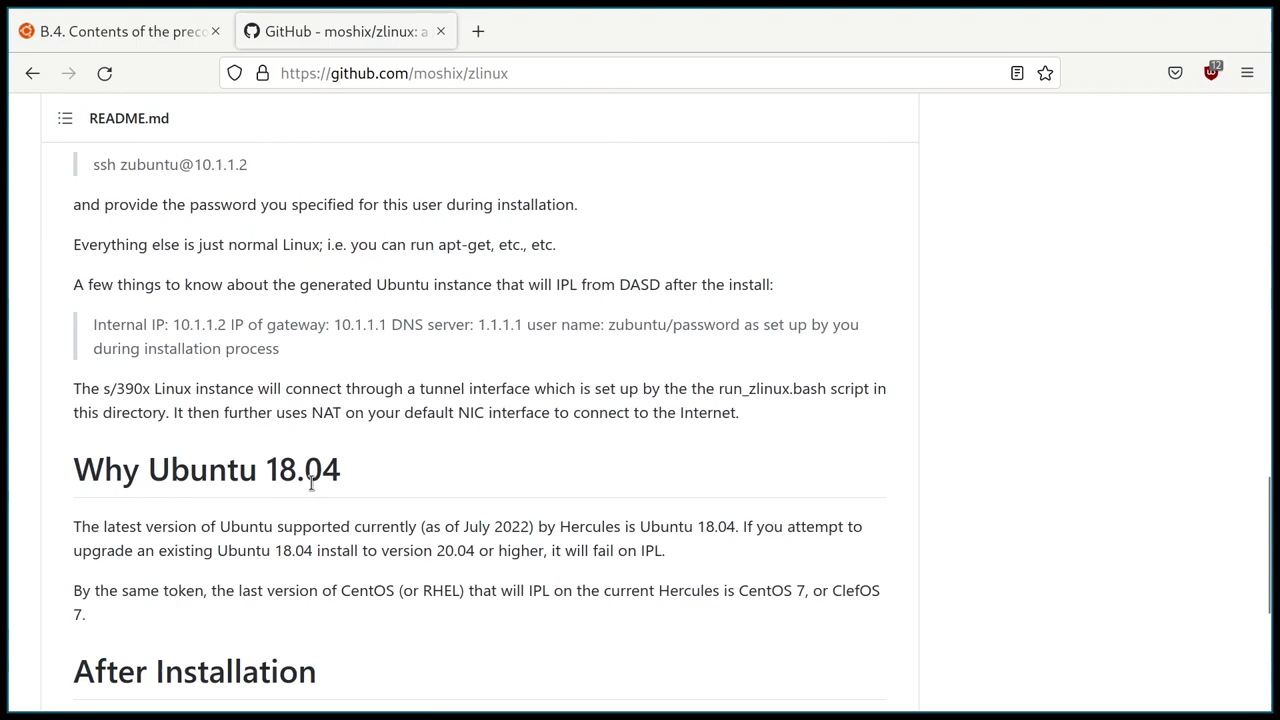 B.4. Contents of the preco
GitHub - moshix/zlinux: a
https://github.com/moshix/zlinux
12
README.md
ssh zubuntu@10.1.1.2
and provide the password you specified for this user during installation.
Everything else is just normal Linux; i.e. you can run apt-get, etc., etc.
A few things to know about the generated Ubuntu instance that will IPL from DASD after the install:
Internal IP: 10.1.1.2 IP of gateway: 10.1.1.1 DNS server: 1.1.1.1 user name: zubuntu/password as set up by you
during installation process
The s/390x Linux instance will connect through a tunnel interface which is set up by the the run_zlinux.bash script in
this directory. It then further uses NAT on your default NIC interface to connect to the Internet.
Why Ubuntu 18.04
The latest version of Ubuntu supported currently (as of July 2022) by Hercules is Ubuntu 18.04. If you attempt to
upgrade an existing Ubuntu 18.04 install to version 20.04 or higher, it will fail on IPL.
By the same token, the last version of CentOS (or RHEL) that will IPL on the current Hercules is CentOS 7, or ClefOS
7.
After Installation